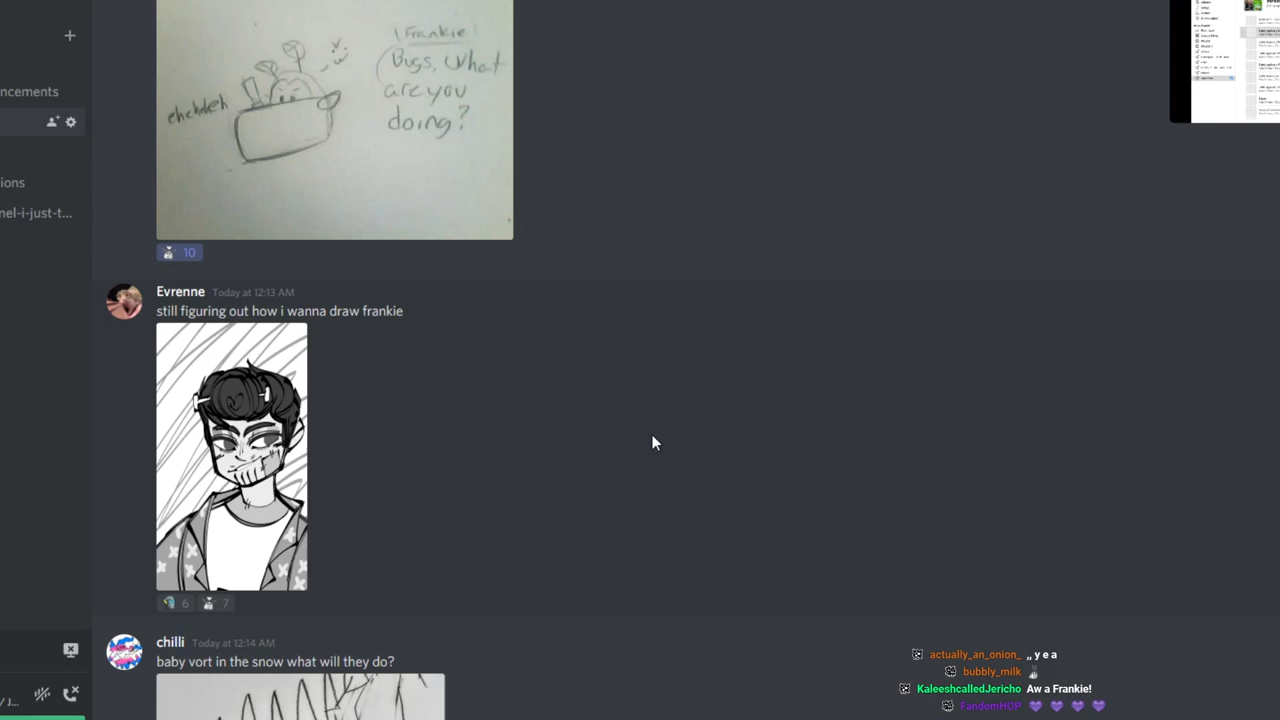 ehehheh
Frankie
Bugs, What
are you
doing?
ncements
ions
nel-i-just-t...
10
Evrenne Today at 12:13 AM
still figuring out how i wanna draw frankie
6 7
chilli Today at 12:14 AM
baby vort in the snow what will they do?
/ J...
actually_an_onion_ ,, y e a
bubbly_milk
KaleeshcalledJericho Aw a Frankie!
FandomHOP